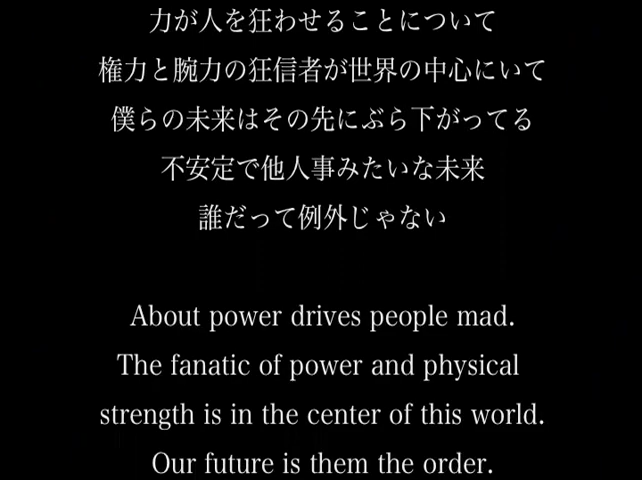 力が人を狂わせることについて
権力と腕力の狂信者が世界の中心にいて
僕らの未来はその先にぶら下がってる
不安定で他人事みたいな未来
誰だって例外じゃない
About power drives people mad.
The fanatic of power and physical
strength is in the center of this world.
Our future is them the order.